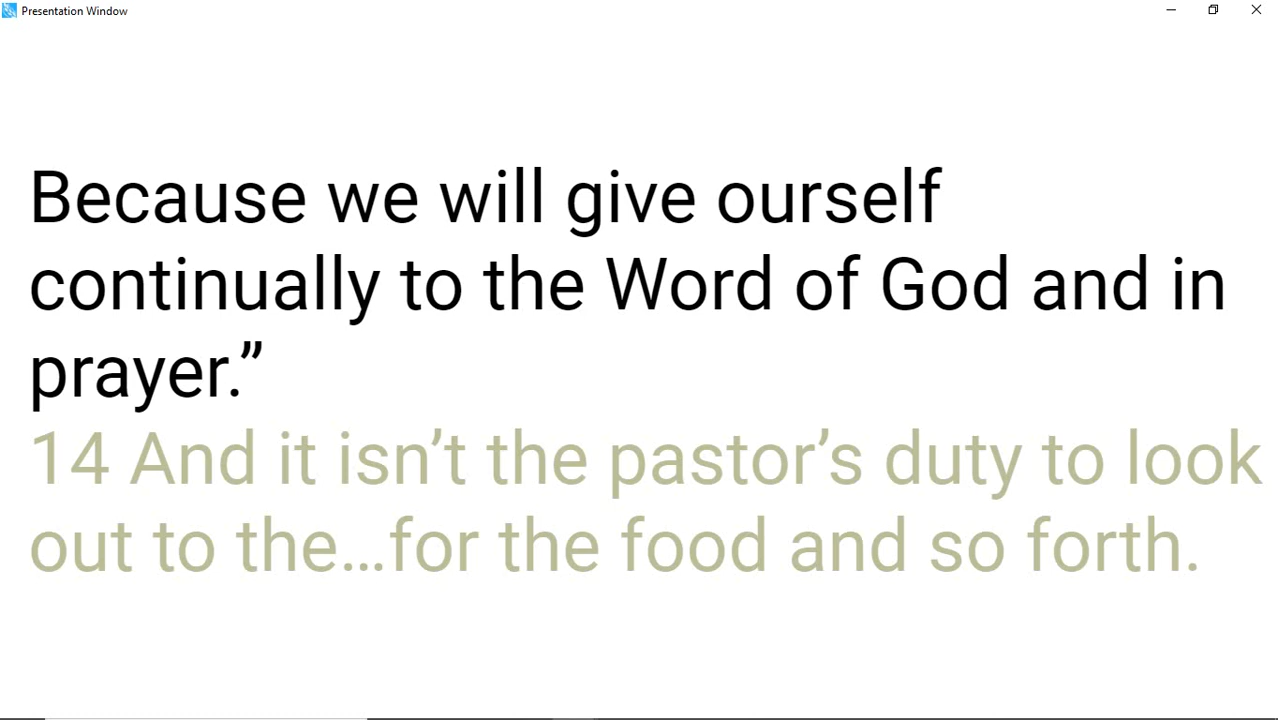 Presentation Window
Because we will give ourself
continually to the Word of God and in
prayer.”
14 And it isn’t the pastor’s duty to look
out to the…for the food and so forth.